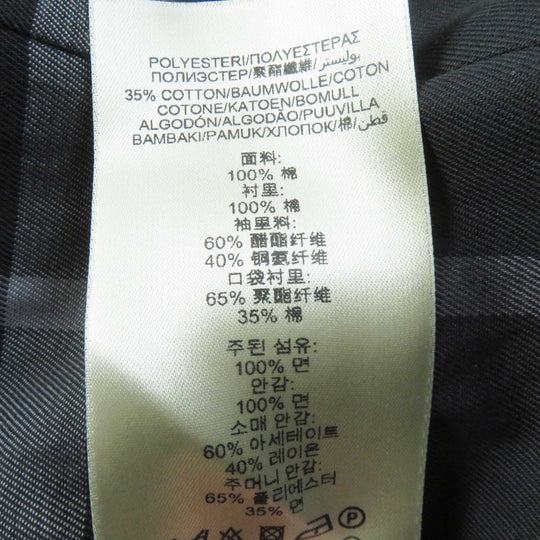 POLYESTERI/ΠΟΛΥΕΣΤΕΡΑΣ
ПОЛИЭСТЕР/聚酯纖維/بوليستر
35% COTTON/BAUMWOLLE/COTON
COTONE/KATOEN/BOMULL
ALGODÓN/ALGODÃO/PUUVILLA
BAMBAKI/PAMUK/ХЛОПОК/棉/قطن
面料:
100% 棉
衬里:
100% 棉
袖里料:
60% 醋酯纤维
40% 铜氨纤维
口袋衬里:
65% 聚酯纤维
35% 棉
주된 섬유:
100% 면
안감:
100% 면
소매 안감:
60% 아세테이트
40% 레이온
주머니 안감:
65% 폴리에스터
35% 면
P